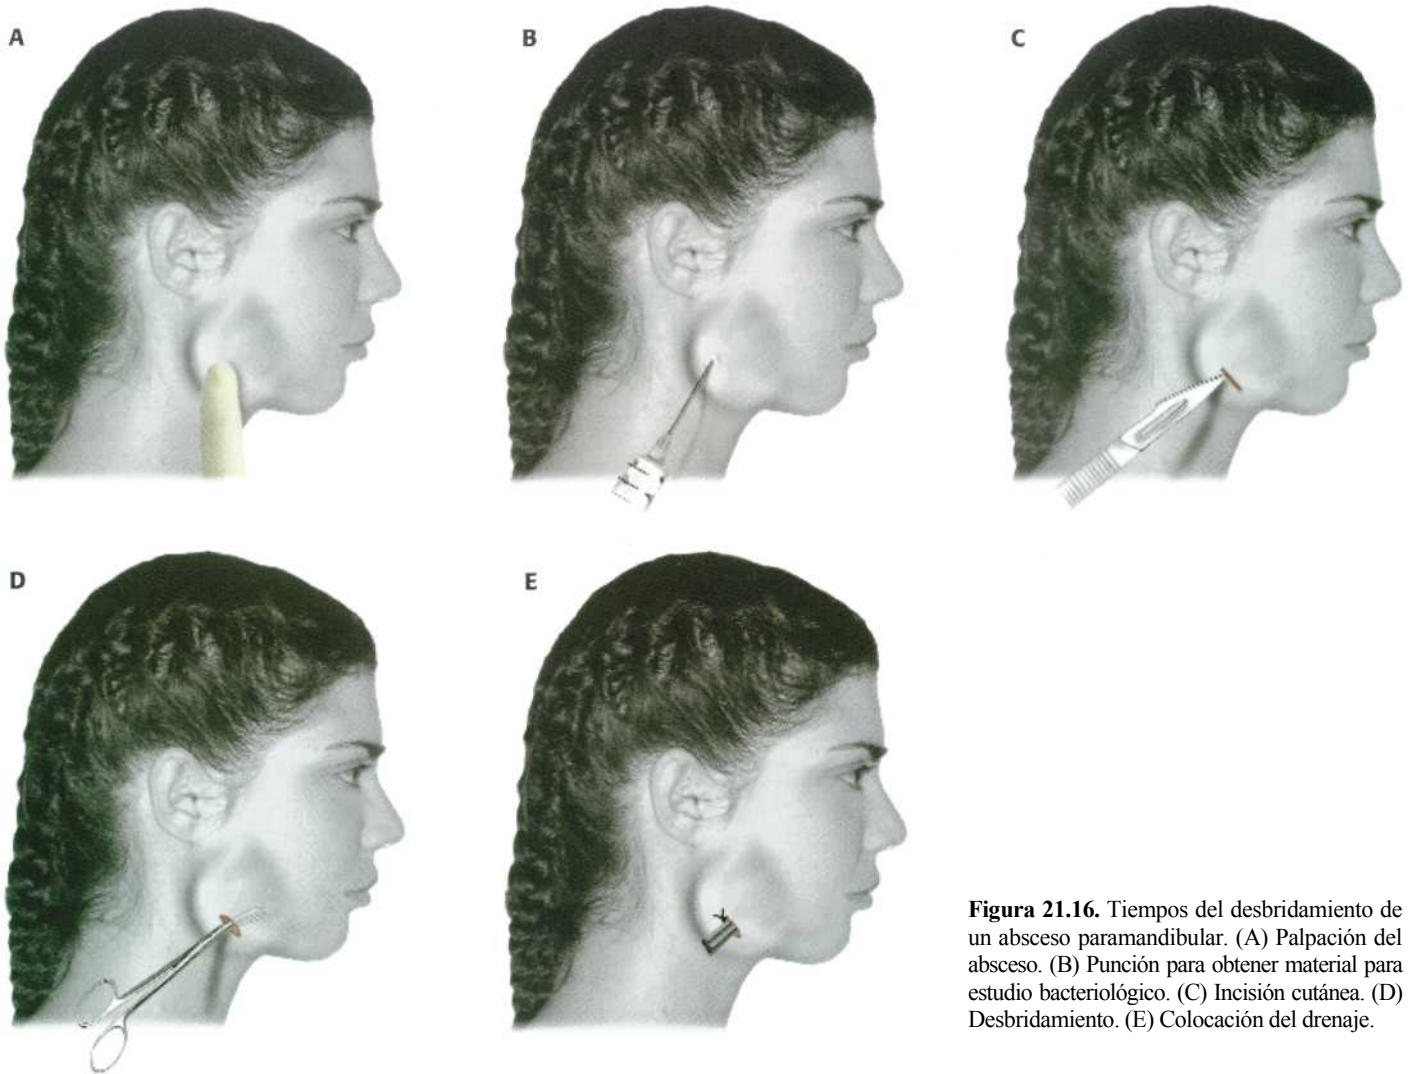 A
B
C
D
E
Figura 21.16. Tiempos del desbridamiento de
un absceso paramandibular. (A) Palpación del
absceso. (B) Punción para obtener material para
estudio bacteriológico. (C) Incisión cutánea. (D)
Desbridamiento. (E) Colocación del drenaje.